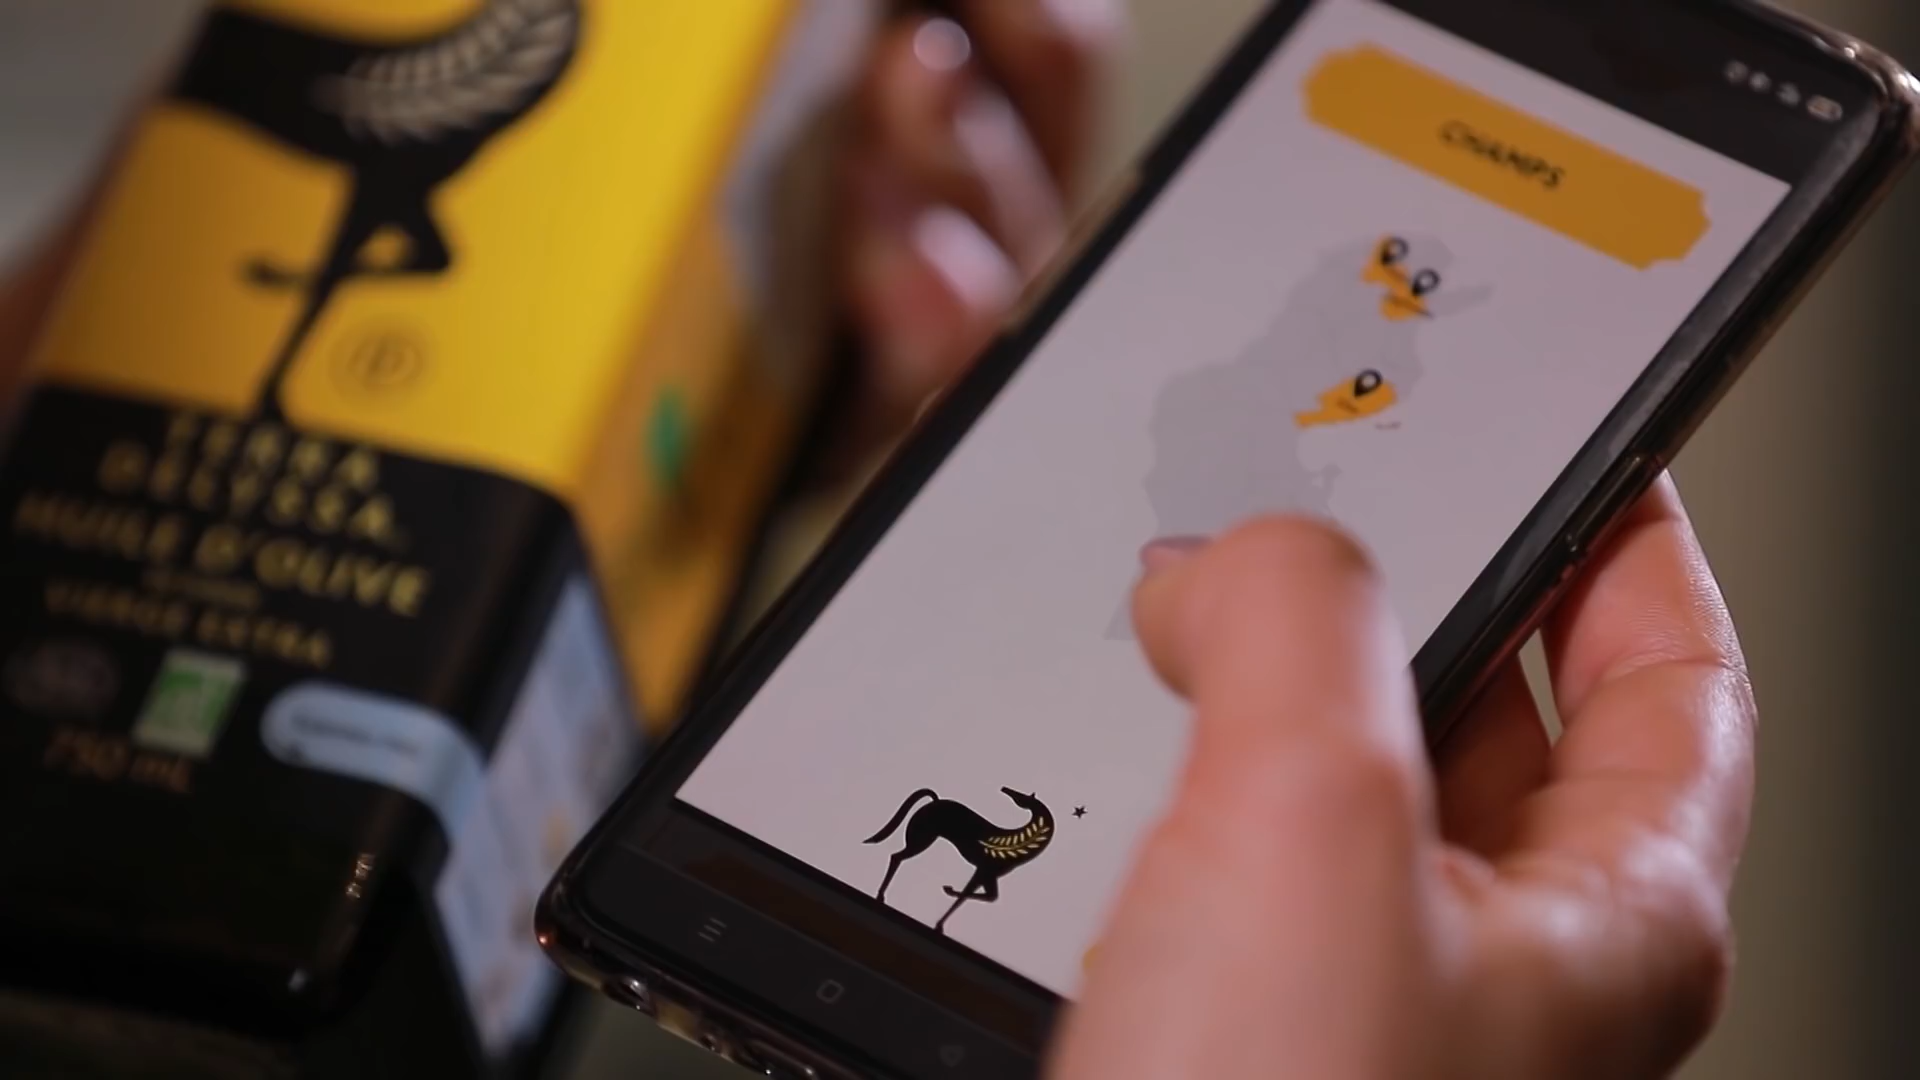 TERRA
DELYSSA
HUILE D'OLIVE
VIERGE EXTRA
750 mL
CHAMPS